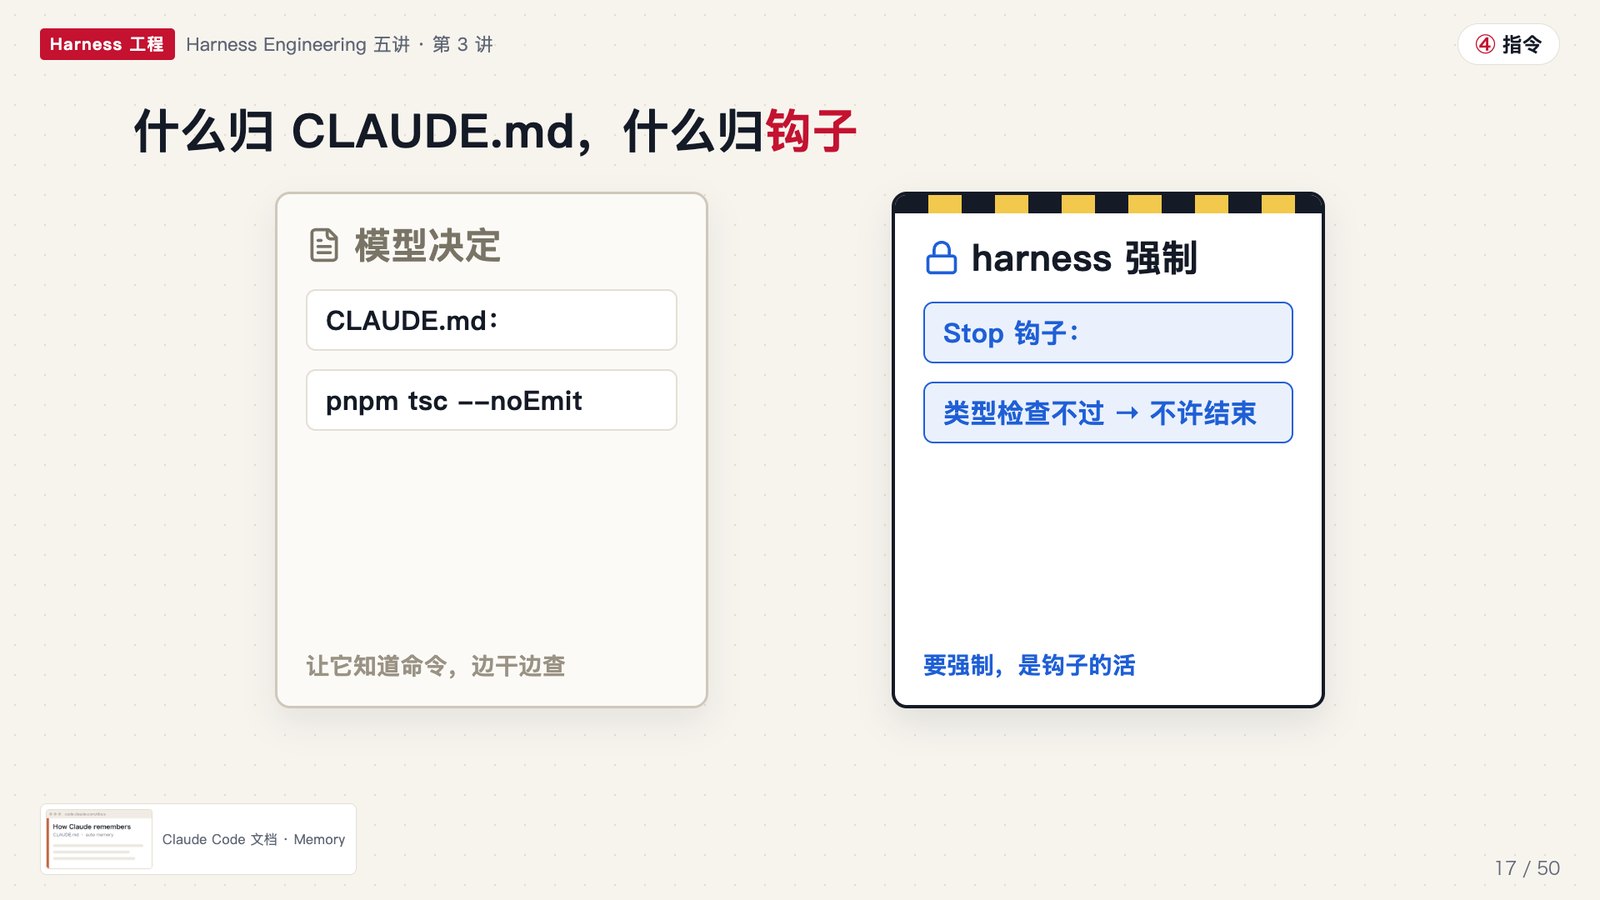 Harness 工程
Harness Engineering 五讲 · 第 3 讲
④ 指令
什么归 CLAUDE.md，什么归钩子
模型决定
CLAUDE.md：
pnpm tsc --noEmit
让它知道命令，边干边查
harness 强制
Stop 钩子：
类型检查不过 → 不许结束
要强制，是钩子的活
How Claude remembers
Claude Code 文档 · Memory
17 / 50